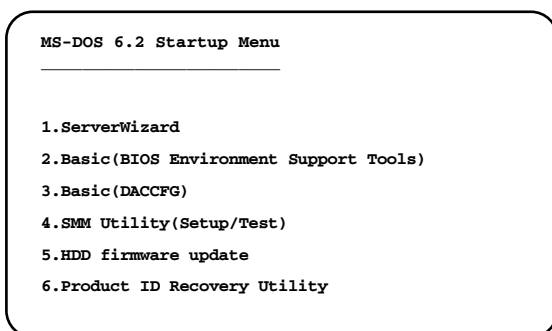 MS-DOS 6.2 Startup Menu
1.ServerWizard
2.Basic(BIOS Environment Support Tools)
3.Basic(DACCFG)
4.SMM Utility(Setup/Test)
5.HDD firmware update
6.Product ID Recovery Utility